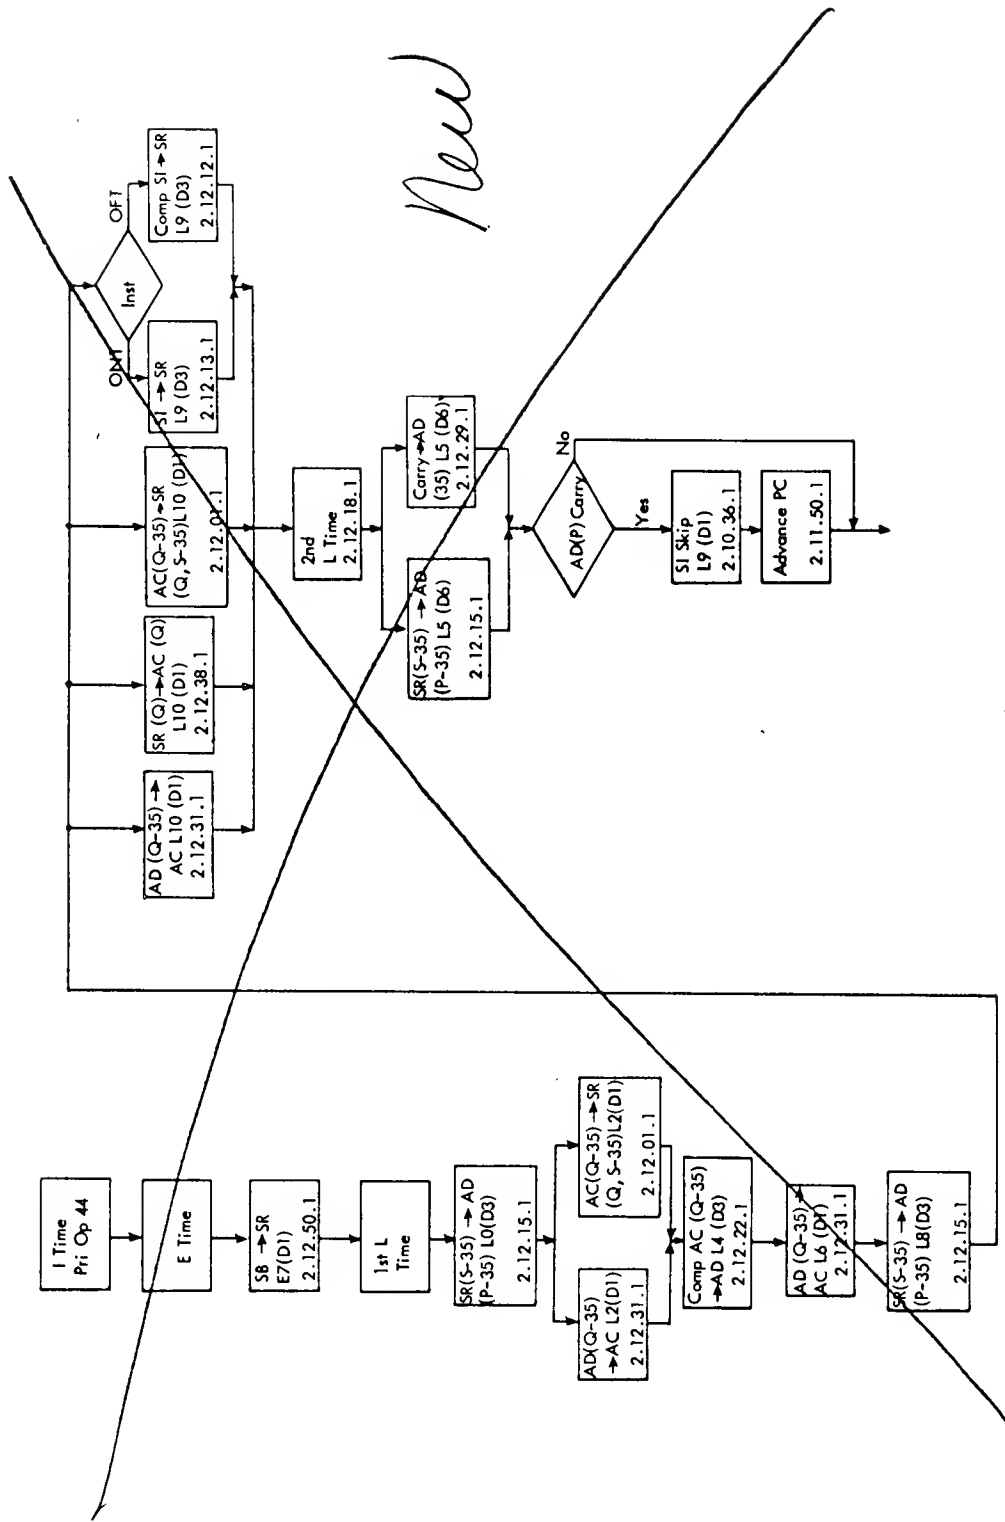 I Time
Pri Op 44
E Time
SB → SR
E7(D1)
2.12.50.1
1st L
Time
SR(S-35) → AD
(P-35) L0(D3)
2.12.15.1
AD(Q-35)
→AC L2(D1)
2.12.31.1
AC(Q-35) → SR
(Q, S-35)L2(D1)
2.12.01.1
Comp AC (Q-35)
→AD L4 (D3)
2.12.22.1
AD (Q-35) →
AC L6 (D1)
2.12.31.1
SR(S-35) → AD
(P-35) L8(D3)
2.12.15.1
AD (Q-35) →
AC L10 (D1)
2.12.31.1
SR (Q) → AC (Q)
L10 (D1)
2.12.38.1
AC(Q-35) → SR
(Q, S-35)L10 (D1)
2.12.01.1
Inst
ONT
OFT
SI → SR
L9 (D3)
2.12.13.1
Comp SI → SR
L9 (D3)
2.12.12.1
2nd
L Time
2.12.18.1
SR(S-35) → AD
(P-35) L5 (D6)
2.12.15.1
Carry → AD
(35) L5 (D6)
2.12.29.1
AD(P) Carry
No
Yes
SI Skip
L9 (D1)
2.10.36.1
Advance PC
2.11.50.1
New